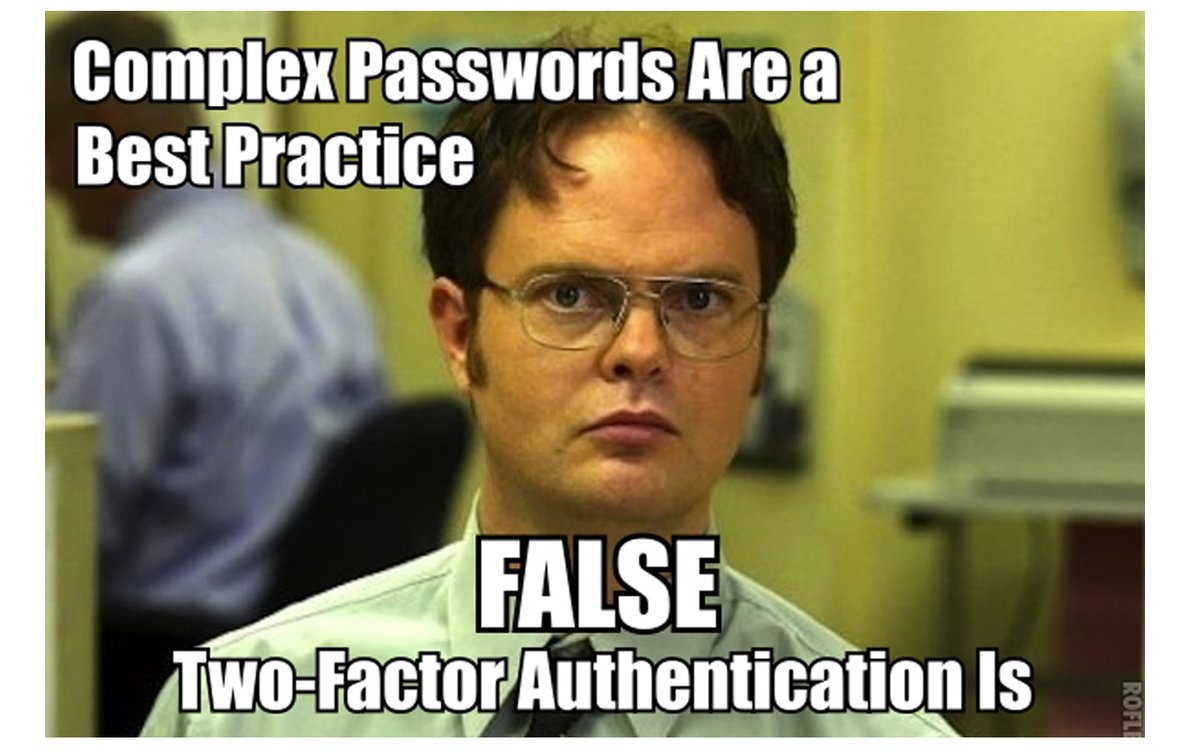 Complex Passwords Are a
Best Practice
FALSE
Two-Factor Authentication Is